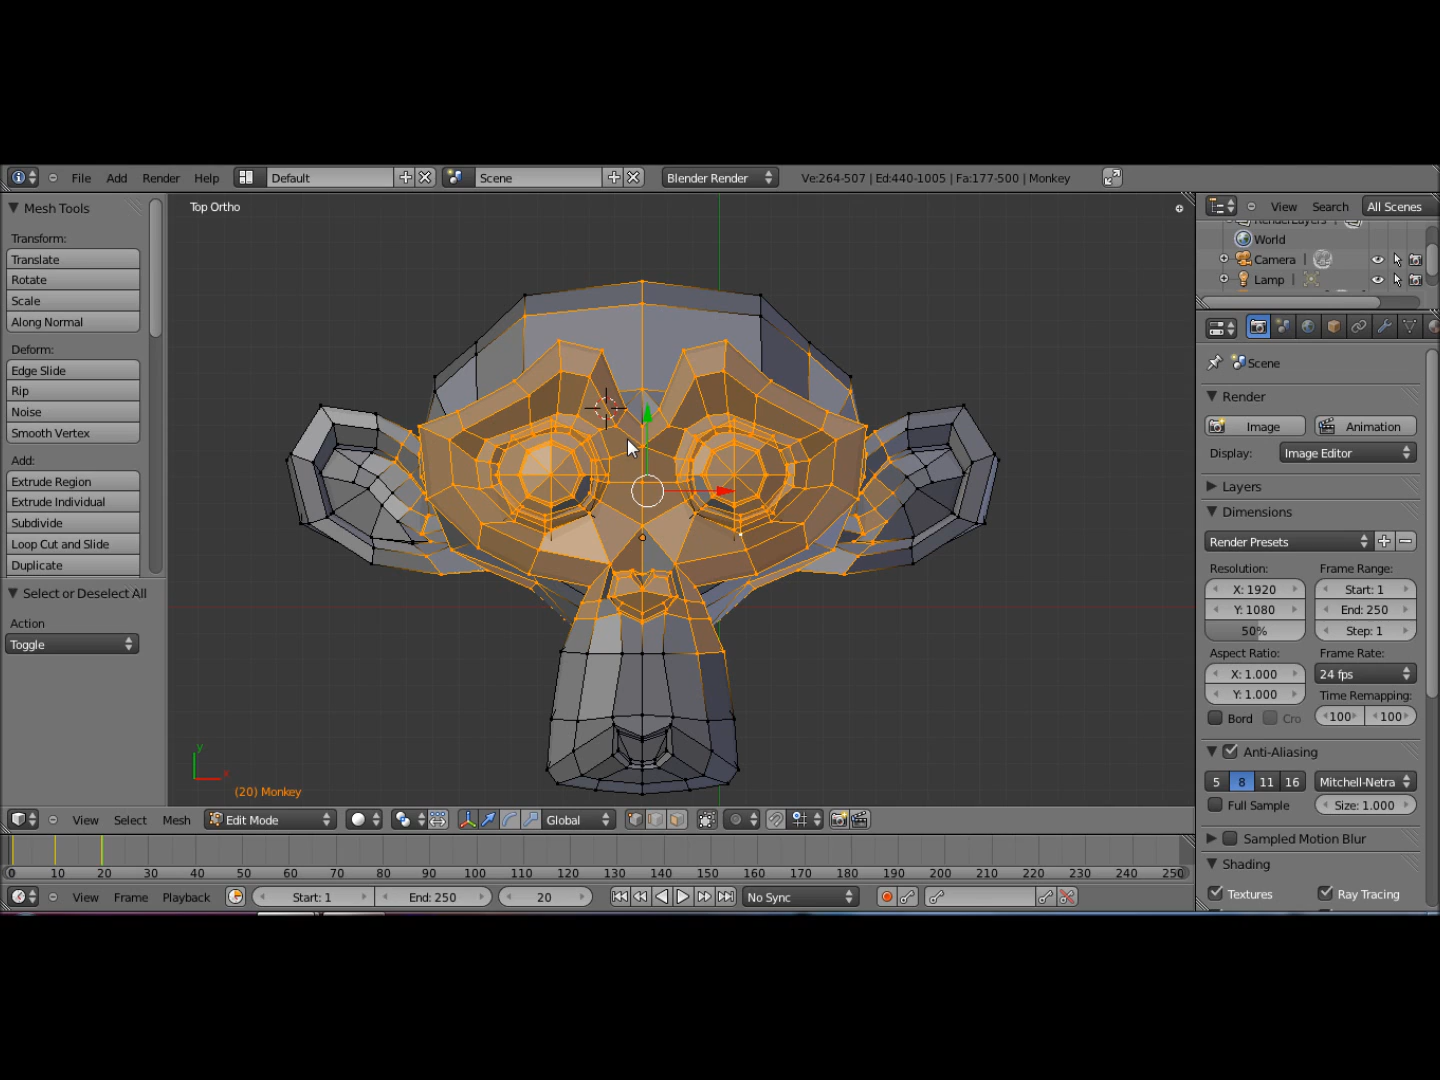 File Add Render Help Default Scene Blender Render Ve:264-507 | Ed:440-1005 | Fa:177-500 | Monkey
Mesh Tools
Transform:
Translate
Rotate
Scale
Along Normal
Deform:
Edge Slide
Rip
Noise
Smooth Vertex
Add:
Extrude Region
Extrude Individual
Subdivide
Loop Cut and Slide
Duplicate
Select or Deselect All
Action
Toggle
Top Ortho
y
x
(20) Monkey
View Select Mesh Edit Mode Global
0 10 20 30 40 50 60 70 80 90 100 110 120 130 140 150 160 170 180 190 200 210 220 230 240 250
View Frame Playback Start: 1 End: 250 20 No Sync
View Search All Scenes
RenderLayers
World
Camera
Lamp
Scene
Render
Image Animation
Display: Image Editor
Layers
Dimensions
Render Presets
Resolution: Frame Range:
X: 1920 Start: 1
Y: 1080 End: 250
50% Step: 1
Aspect Ratio: Frame Rate:
X: 1.000 24 fps
Y: 1.000 Time Remapping:
Bord Cro 100 100
Anti-Aliasing
5 8 11 16 Mitchell-Netra
Full Sample Size: 1.000
Sampled Motion Blur
Shading
Textures Ray Tracing